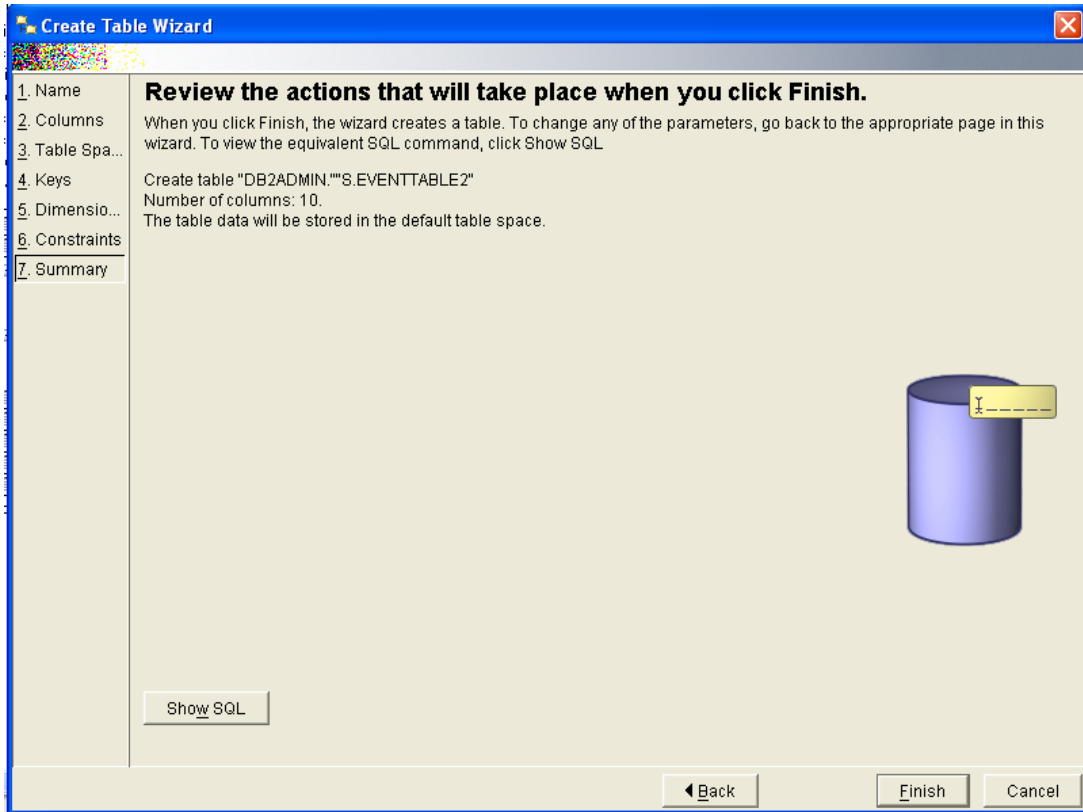 Create Table Wizard
1. Name
2. Columns
3. Table Spa...
4. Keys
5. Dimensio...
6. Constraints
7. Summary
Review the actions that will take place when you click Finish.
When you click Finish, the wizard creates a table. To change any of the parameters, go back to the appropriate page in this
wizard. To view the equivalent SQL command, click Show SQL
Create table "DB2ADMIN.""S.EVENTTABLE2"
Number of columns: 10.
The table data will be stored in the default table space.
Show SQL
Back
Finish
Cancel